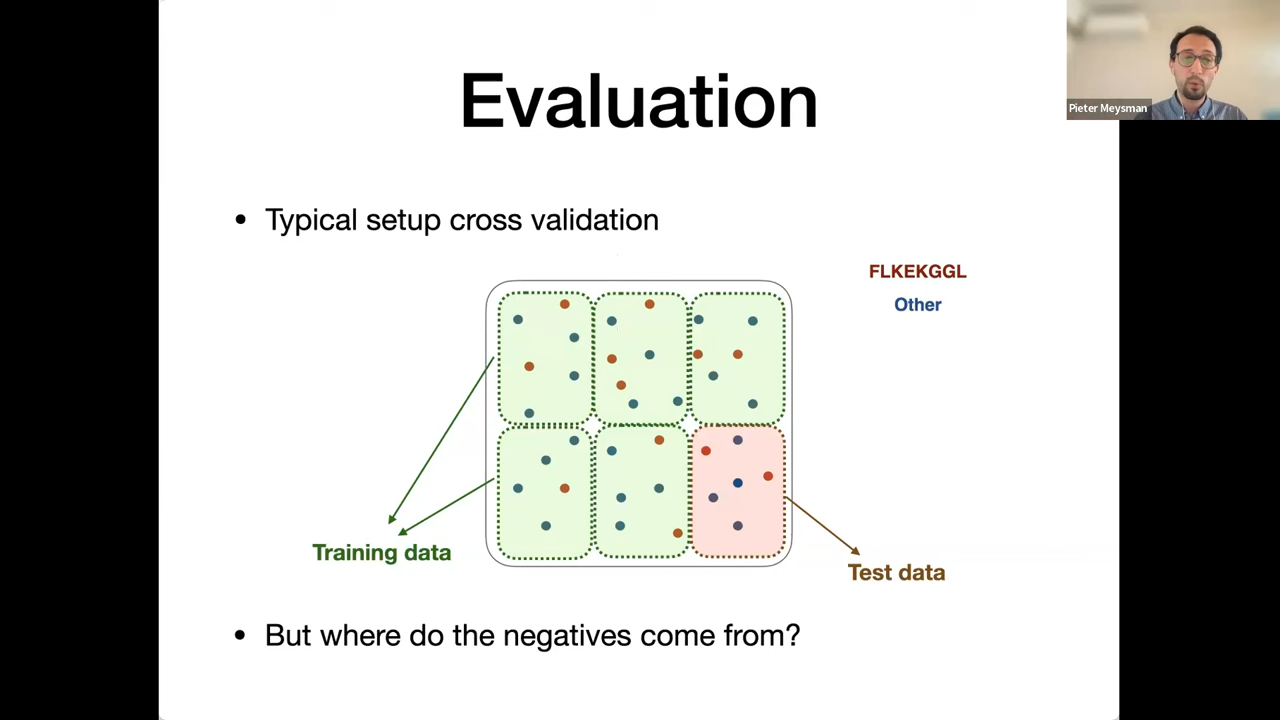 Evaluation
Pieter Meysman
• Typical setup cross validation
FLKEKGGL
Other
Training data
Test data
• But where do the negatives come from?